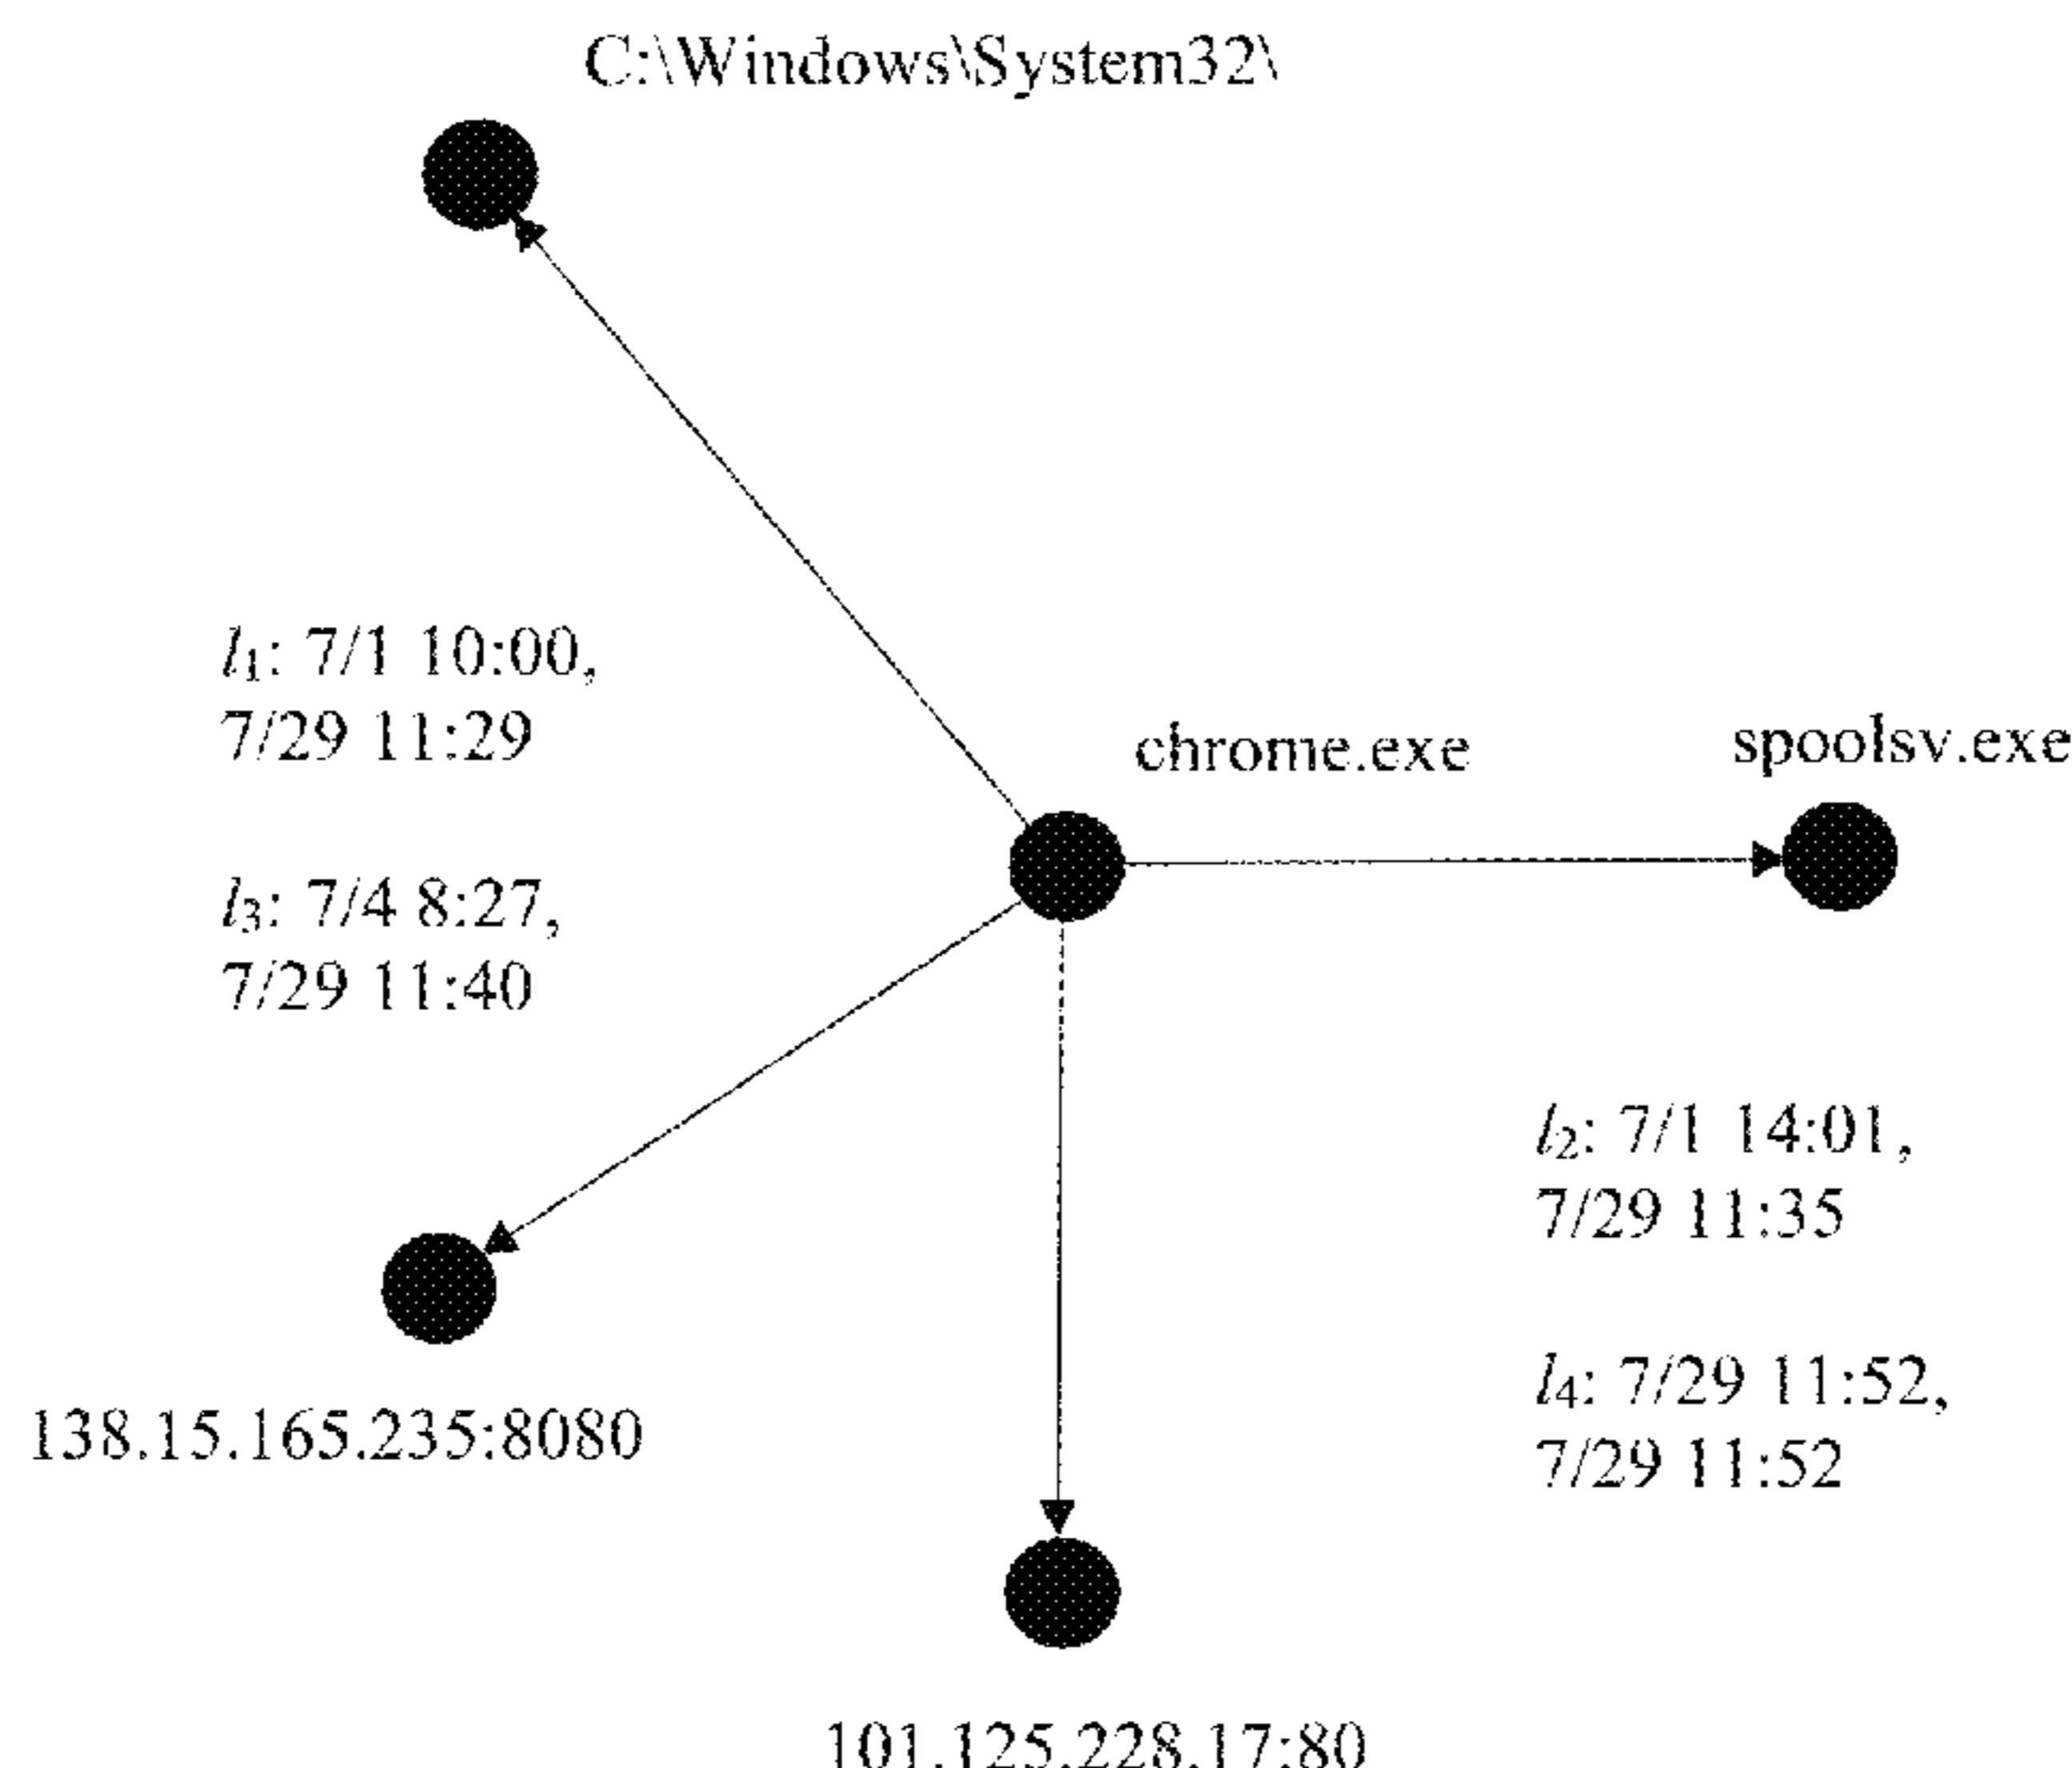 C:\Windows\System32\
l1: 7/1 10:00,
7/29 11:29
chrome.exe
spoolsv.exe
l3: 7/4 8:27,
7/29 11:40
l2: 7/1 14:01,
7/29 11:35
l4: 7/29 11:52,
7/29 11:52
138.15.165.235:8080
101.125.228.17:80